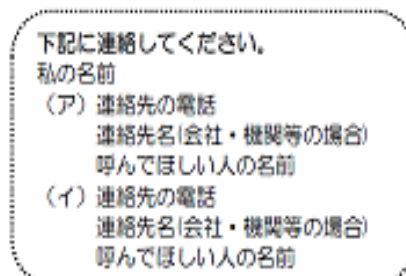 下記に連絡してください。
私の名前
（ア）連絡先の電話
連絡先名(会社・機関等の場合)
呼んでほしい人の名前
（イ）連絡先の電話
連絡先名(会社・機関等の場合)
呼んでほしい人の名前